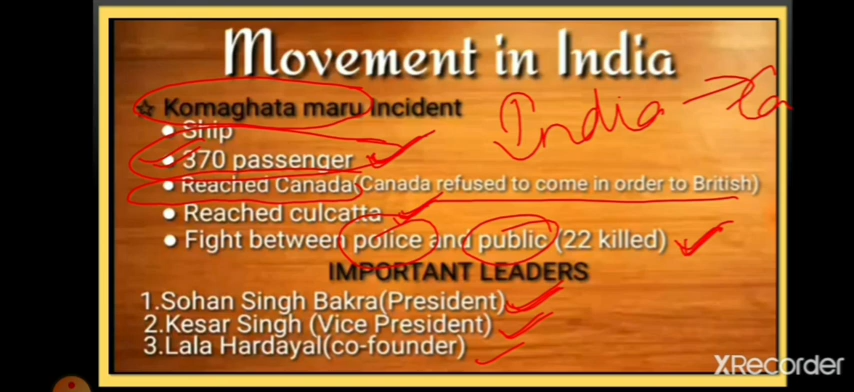 Movement in India
☆ Komaghata maru Incident
India → Ca
• Ship
• 370 passenger
• Reached Canada(Canada refused to come in order to British)
• Reached culcatta
• Fight between police and public (22 killed)
IMPORTANT LEADERS
1.Sohan Singh Bakra(President)
2.Kesar Singh (Vice President)
3.Lala Hardayal(co-founder)
XRecorder